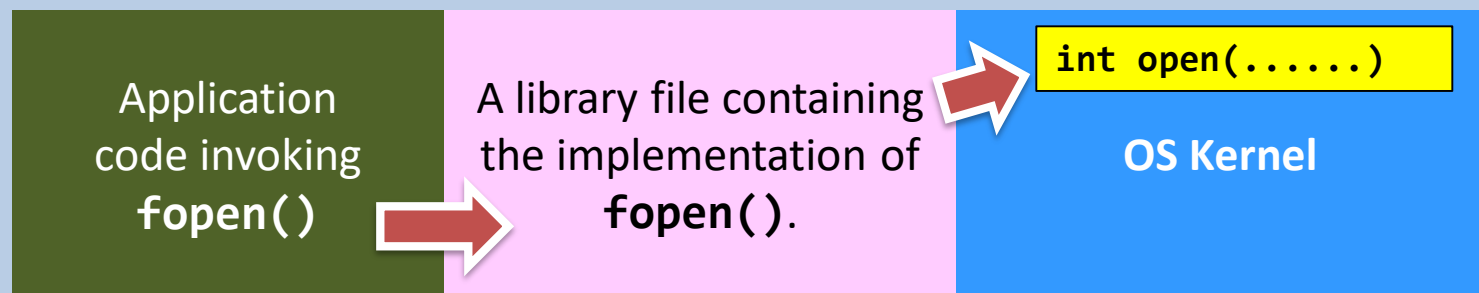 Application
code invoking
fopen()
A library file containing
the implementation of
fopen().
int open(......)
OS Kernel